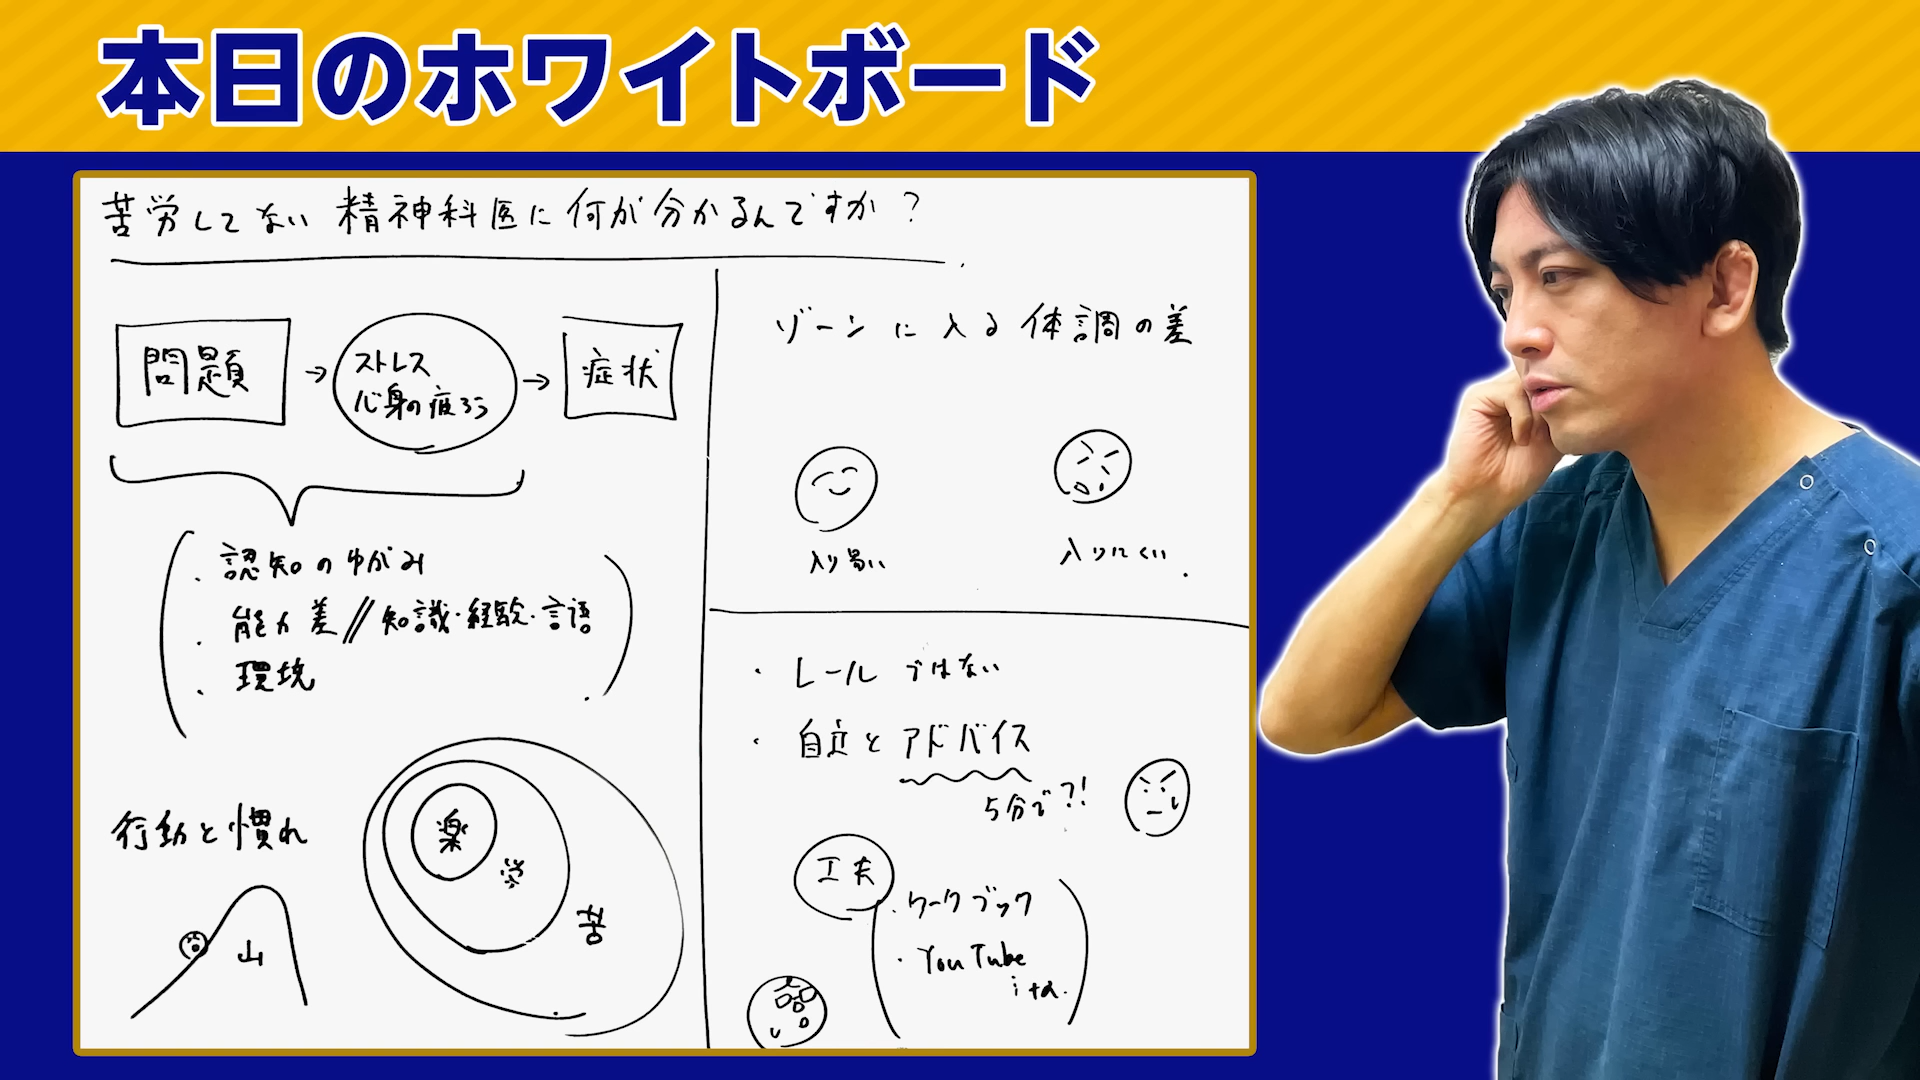 本日のホワイトボード
苦労してない精神科医に何が分かるんですか?
問題
→
ストレス
心身の疲ろう
→
症状
・認知のゆがみ
・能力差//知識・経験・言語
・環境
行動と慣れ
山
楽
労
苦
ゾーンに入る体調の差
入り易い
入りにくい
・レールではない
・自立とアドバイス
5分で?!
工夫
・ワークブック
・YouTube